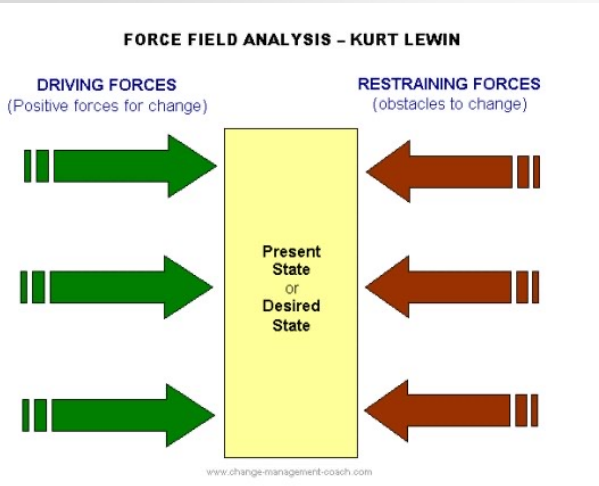 FORCE FIELD ANALYSIS – KURT LEWIN
DRIVING FORCES
(Positive forces for change)
RESTRAINING FORCES
(obstacles to change)
Present
State
or
Desired
State
www.change-management-coach.com